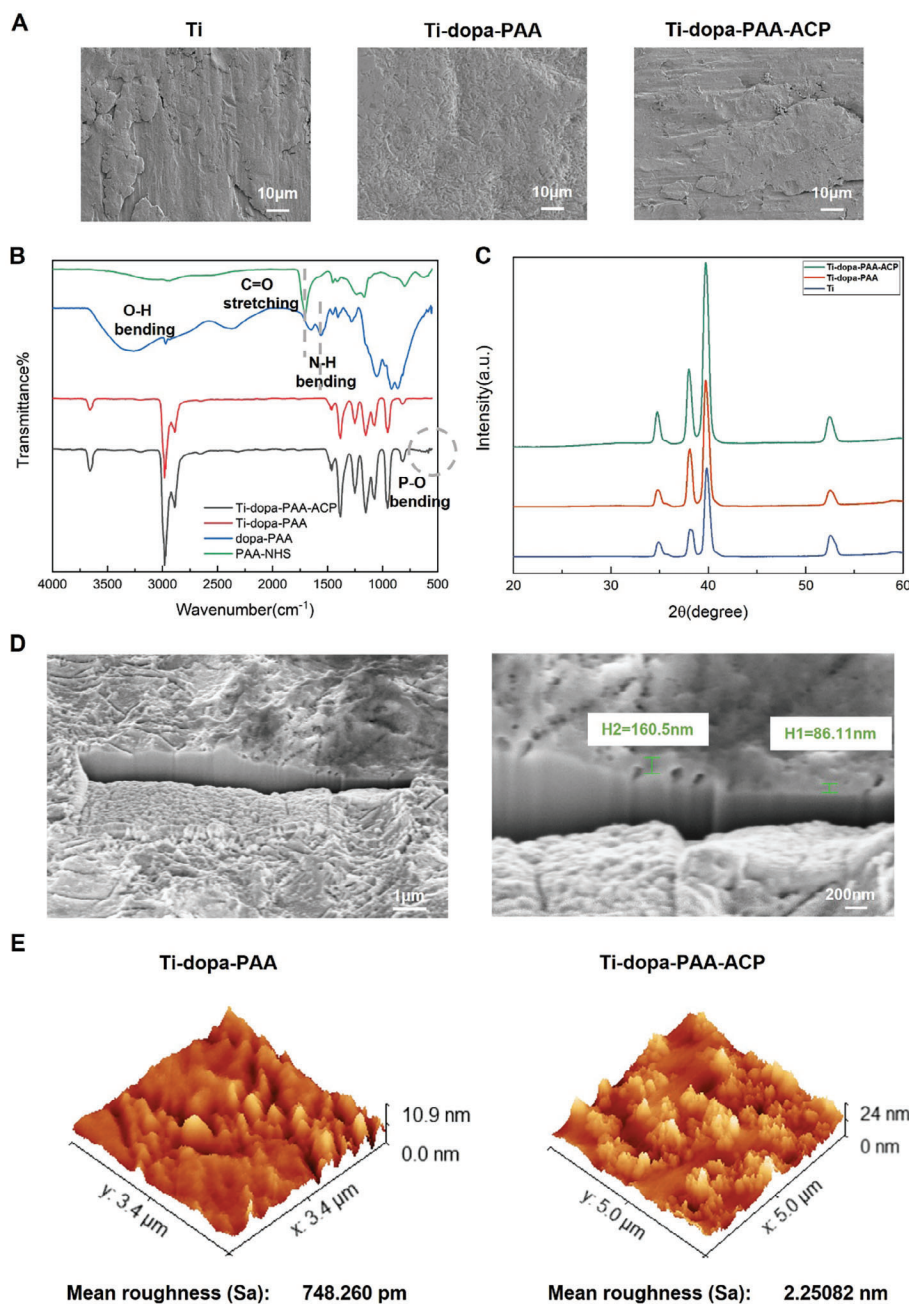 A
Ti
Ti-dopa-PAA
Ti-dopa-PAA-ACP
10μm
10μm
10μm
B
C=O
stretching
O-H
bending
N-H
bending
P-O
bending
Ti-dopa-PAA-ACP
Ti-dopa-PAA
dopa-PAA
PAA-NHS
Transmittance%
4000 3500 3000 2500 2000 1500 1000 500
Wavenumber(cm⁻¹)
C
Ti-dopa-PAA-ACP
Ti-dopa-PAA
Ti
Intensity(a.u.)
20 30 40 50 60
2θ(degree)
D
1μm
H2=160.5nm
H1=86.11nm
200nm
E
Ti-dopa-PAA
10.9 nm
0.0 nm
y: 3.4 μm
x: 3.4 μm
Mean roughness (Sa): 748.260 pm
Ti-dopa-PAA-ACP
24 nm
0 nm
y: 5.0 μm
x: 5.0 μm
Mean roughness (Sa): 2.25082 nm